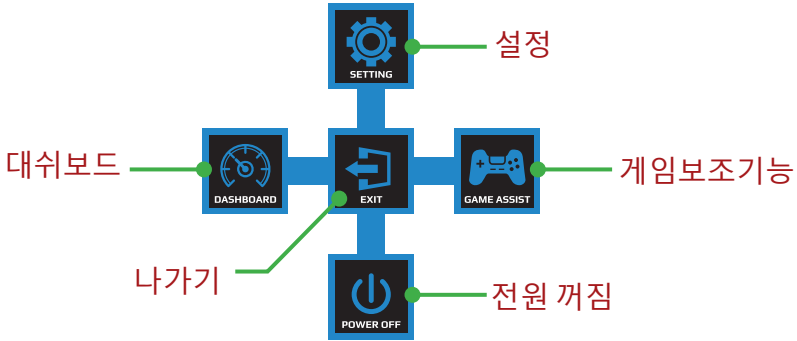 설정
SETTING
대쉬보드
DASHBOARD
EXIT
GAME ASSIST
게임보조기능
나가기
전원 꺼짐
POWER OFF